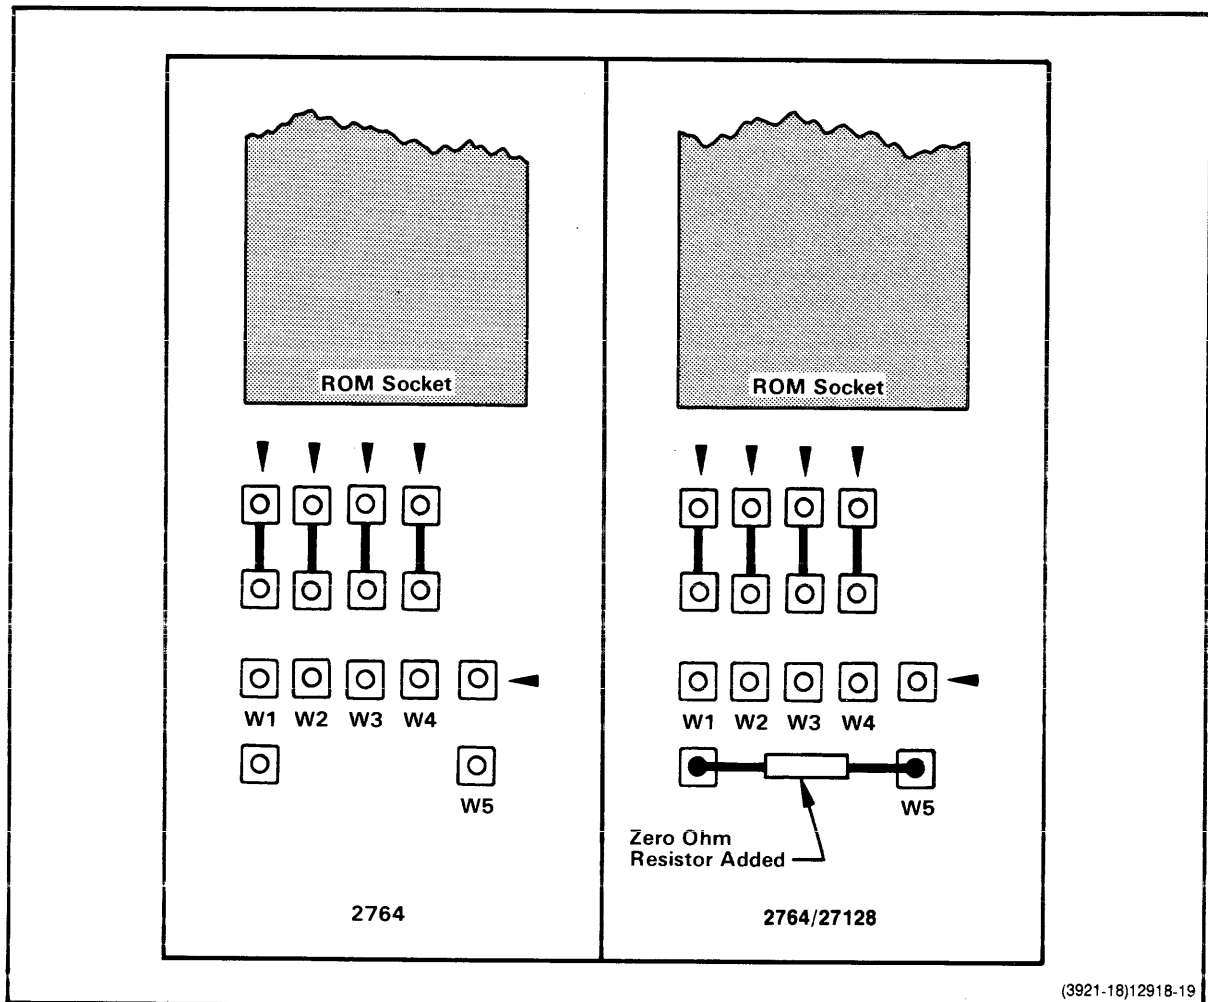 ROM Socket
W1 W2 W3 W4
W5
2764
ROM Socket
W1 W2 W3 W4
W5
Zero Ohm
Resistor Added
2764/27128
(3921-18)12918-19